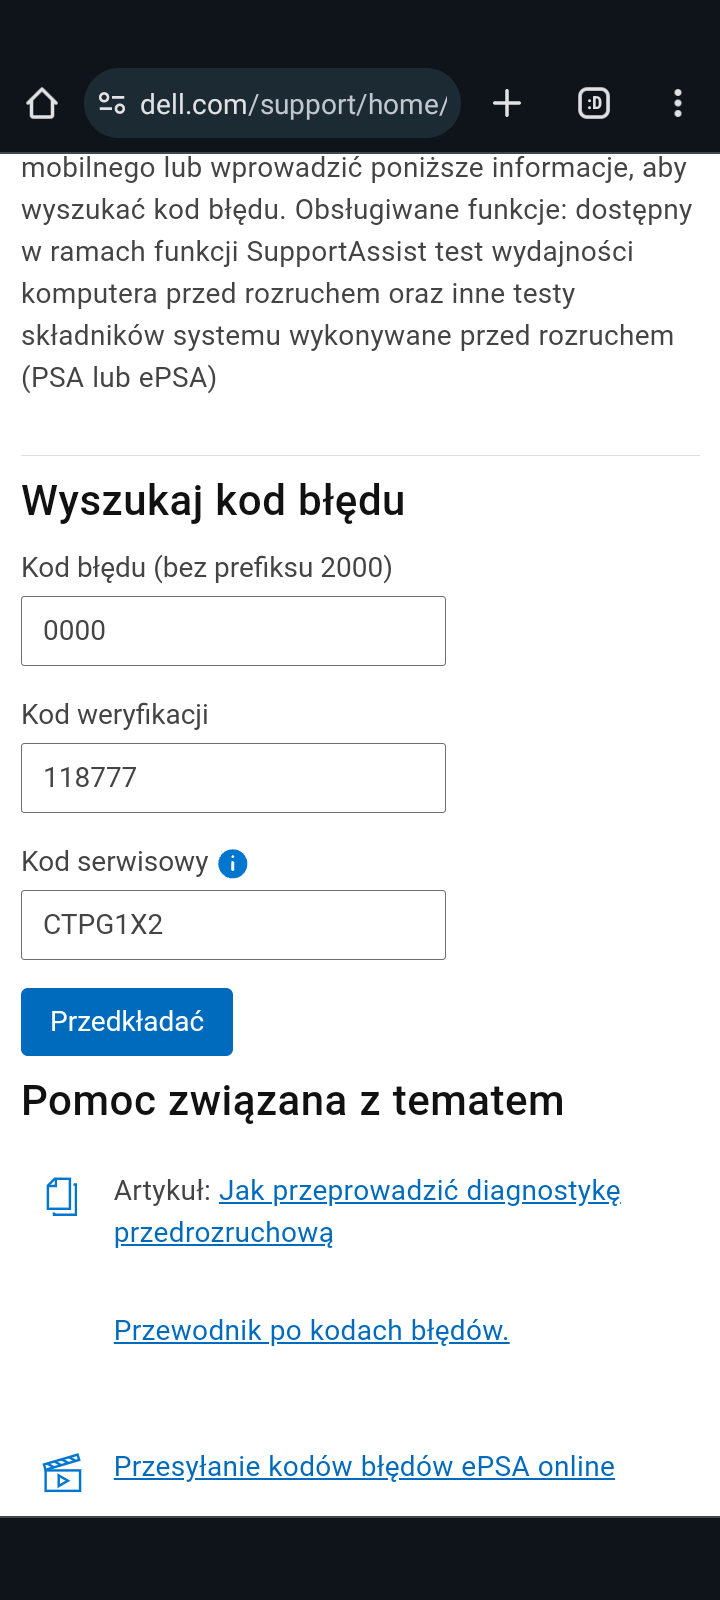 dell.com/support/home/
:D
mobilnego lub wprowadzić poniższe informacje, aby
wyszukać kod błędu. Obsługiwane funkcje: dostępny
w ramach funkcji SupportAssist test wydajności
komputera przed rozruchem oraz inne testy
składników systemu wykonywane przed rozruchem
(PSA lub ePSA)
Wyszukaj kod błędu
Kod błędu (bez prefiksu 2000)
0000
Kod weryfikacji
118777
Kod serwisowy
CTPG1X2
Przedkładać
Pomoc związana z tematem
Artykuł: Jak przeprowadzić diagnostykę
przedrozruchową
Przewodnik po kodach błędów.
Przesyłanie kodów błędów ePSA online